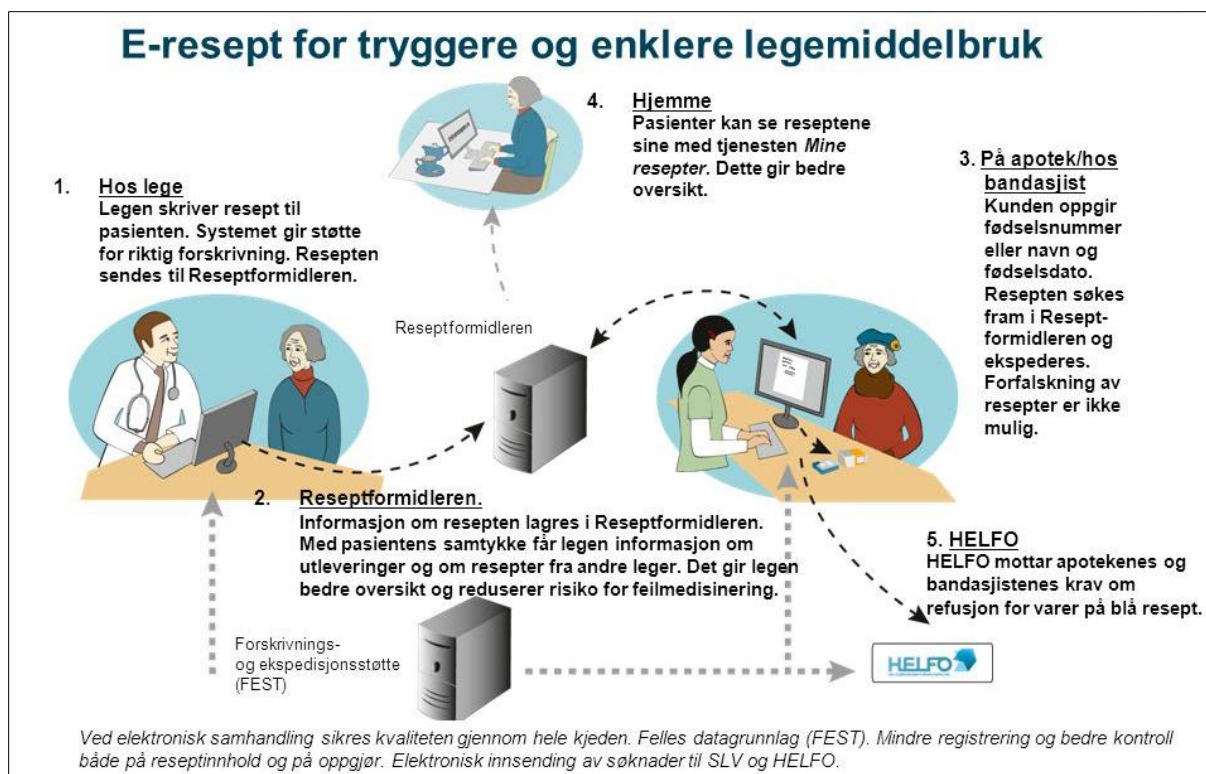 E-resept for tryggere og enklere legemiddelbruk
1. Hos lege
Legen skriver resept til
pasienten. Systemet gir støtte
for riktig forskrivning. Resepten
sendes til Reseptformidleren.
Reseptformidleren
2. Reseptformidleren.
Informasjon om resepten lagres i Reseptformidleren.
Med pasientens samtykke får legen informasjon om
utleveringer og om resepter fra andre leger. Det gir legen
bedre oversikt og reduserer risiko for feilmedisinering.
3. På apotek/hos
bandasjist
Kunden oppgir
fødselsnummer
eller navn og
fødselsdato.
Resepten søkes
fram i Resept-
formidleren og
ekspederes.
Forfalskning av
resepter er ikke
mulig.
4. Hjemme
Pasienter kan se reseptene
sine med tjenesten Mine
resepter. Dette gir bedre
oversikt.
5. HELFO
HELFO mottar apotekenes og
bandasjistenes krav om
refusjon for varer på blå resept.
Forskrivnings-
og ekspedisjonsstøtte
(FEST)
HELFO
Ved elektronisk samhandling sikres kvaliteten gjennom hele kjeden. Felles datagrunnlag (FEST). Mindre registrering og bedre kontroll
både på reseptinnhold og på oppgjør. Elektronisk innsending av søknader til SLV og HELFO.